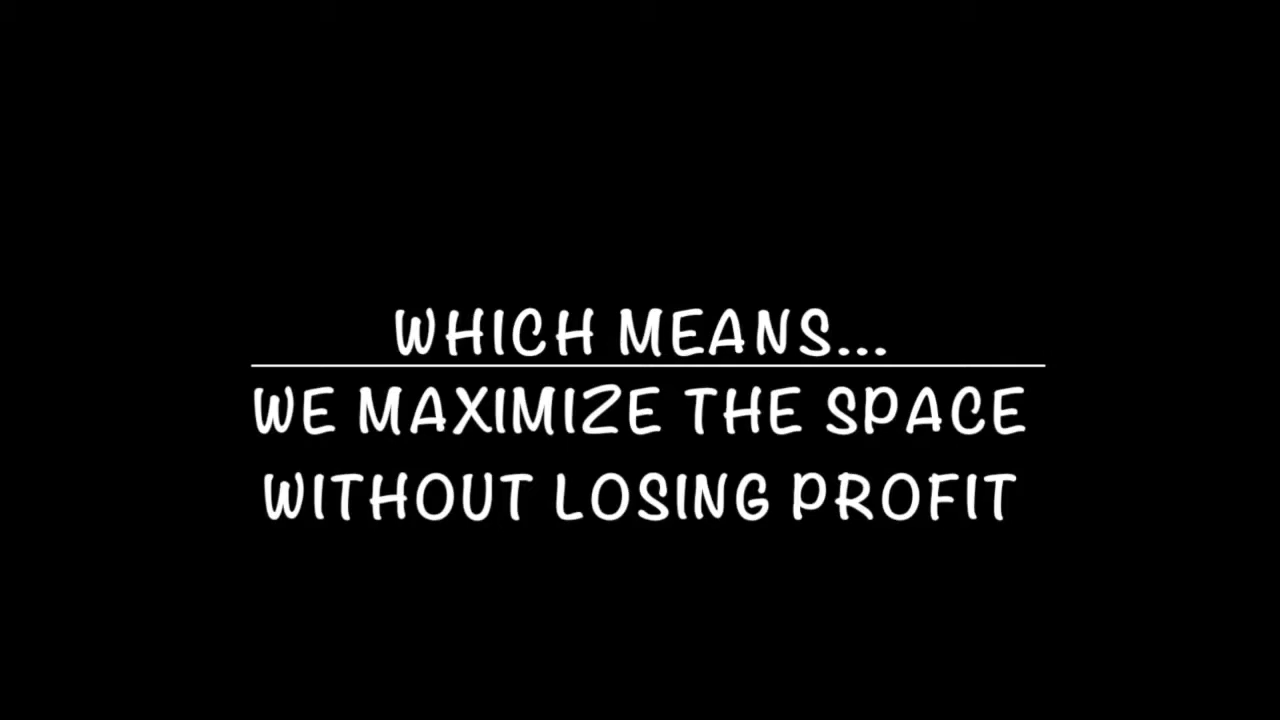 WHICH MEANS...
WE MAXIMIZE THE SPACE
WITHOUT LOSING PROFIT